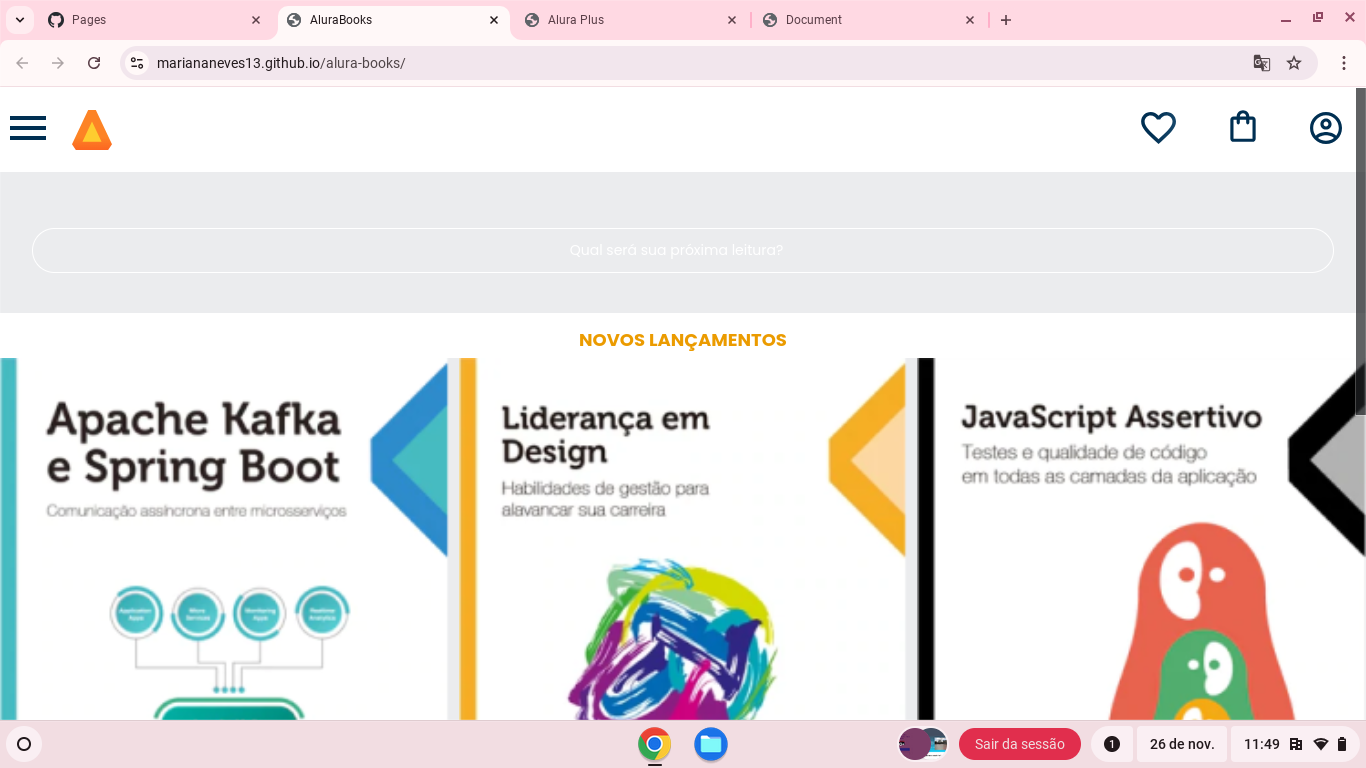 Pages
AluraBooks
Alura Plus
Document
mariananeves13.github.io/alura-books/
Qual será sua próxima leitura?
NOVOS LANÇAMENTOS
Apache Kafka
e Spring Boot
Comunicação assíncrona entre microsserviços
Application
Apps
Micro
Services
Monitoring
Apps
Realtime
Analytics
Liderança em
Design
Habilidades de gestão para
alavancar sua carreira
JavaScript Assertivo
Testes e qualidade de código
em todas as camadas da aplicação
Sair da sessão
1
26 de nov.
11:49